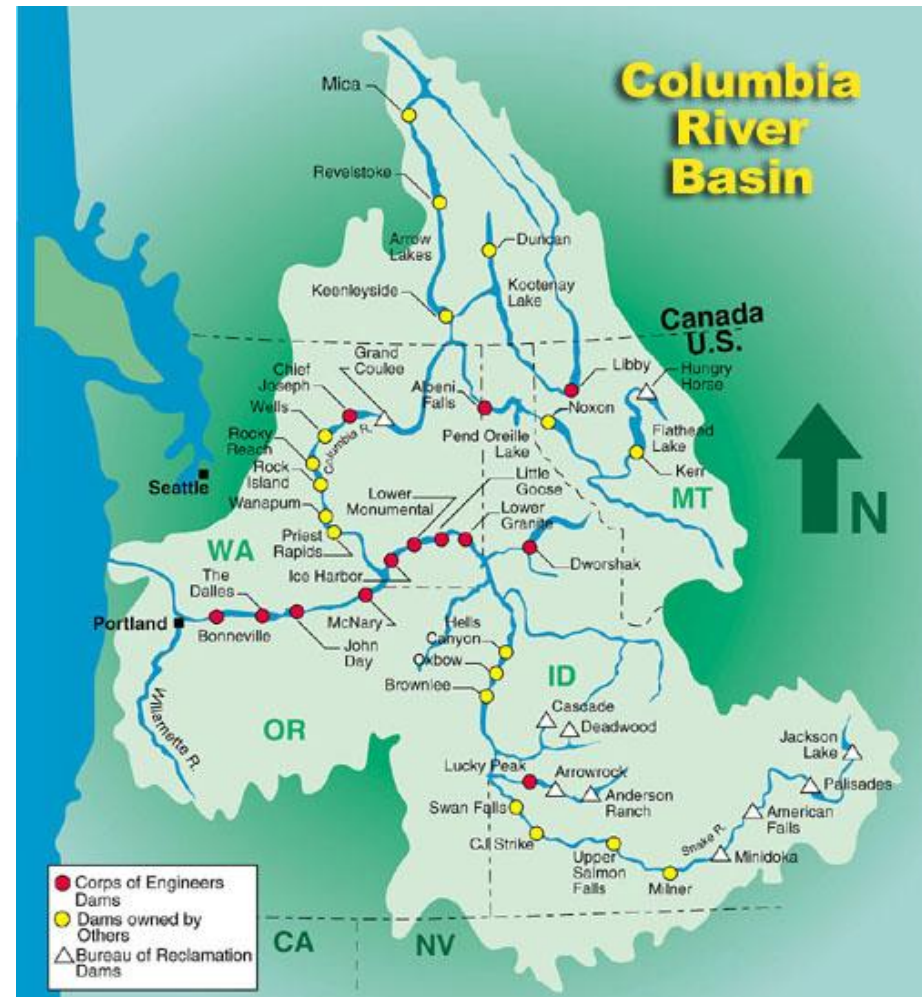 Columbia
River
Basin
Mica
Revelstoke
Arrow
Lakes
Duncan
Kootenay
Lake
Keenleyside
Canada
U.S.
Grand
Coulee
Chief
Joseph
Wells
Rocky
Reach
Rock
Island
Wanapum
Priest
Rapids
Columbia R.
Albeni
Falls
Libby
Hungry
Horse
Noxon
Flathead
Lake
Kerr
Pend Oreille
Lake
MT
N
Seattle
WA
Lower
Monumental
Little
Goose
Lower
Granite
Ice Harbor
Dworshak
The
Dalles
Portland
Bonneville
John
Day
McNary
Hells
Canyon
Oxbow
Brownlee
ID
Cascade
Deadwood
OR
Willamette R.
Lucky Peak
Arrowrock
Anderson
Ranch
Jackson
Lake
Palisades
American
Falls
Swan Falls
CJ Strike
Upper
Salmon
Falls
Milner
Snake R.
Minidoka
Corps of Engineers
Dams
Dams owned by
Others
Bureau of Reclamation
Dams
CA
NV